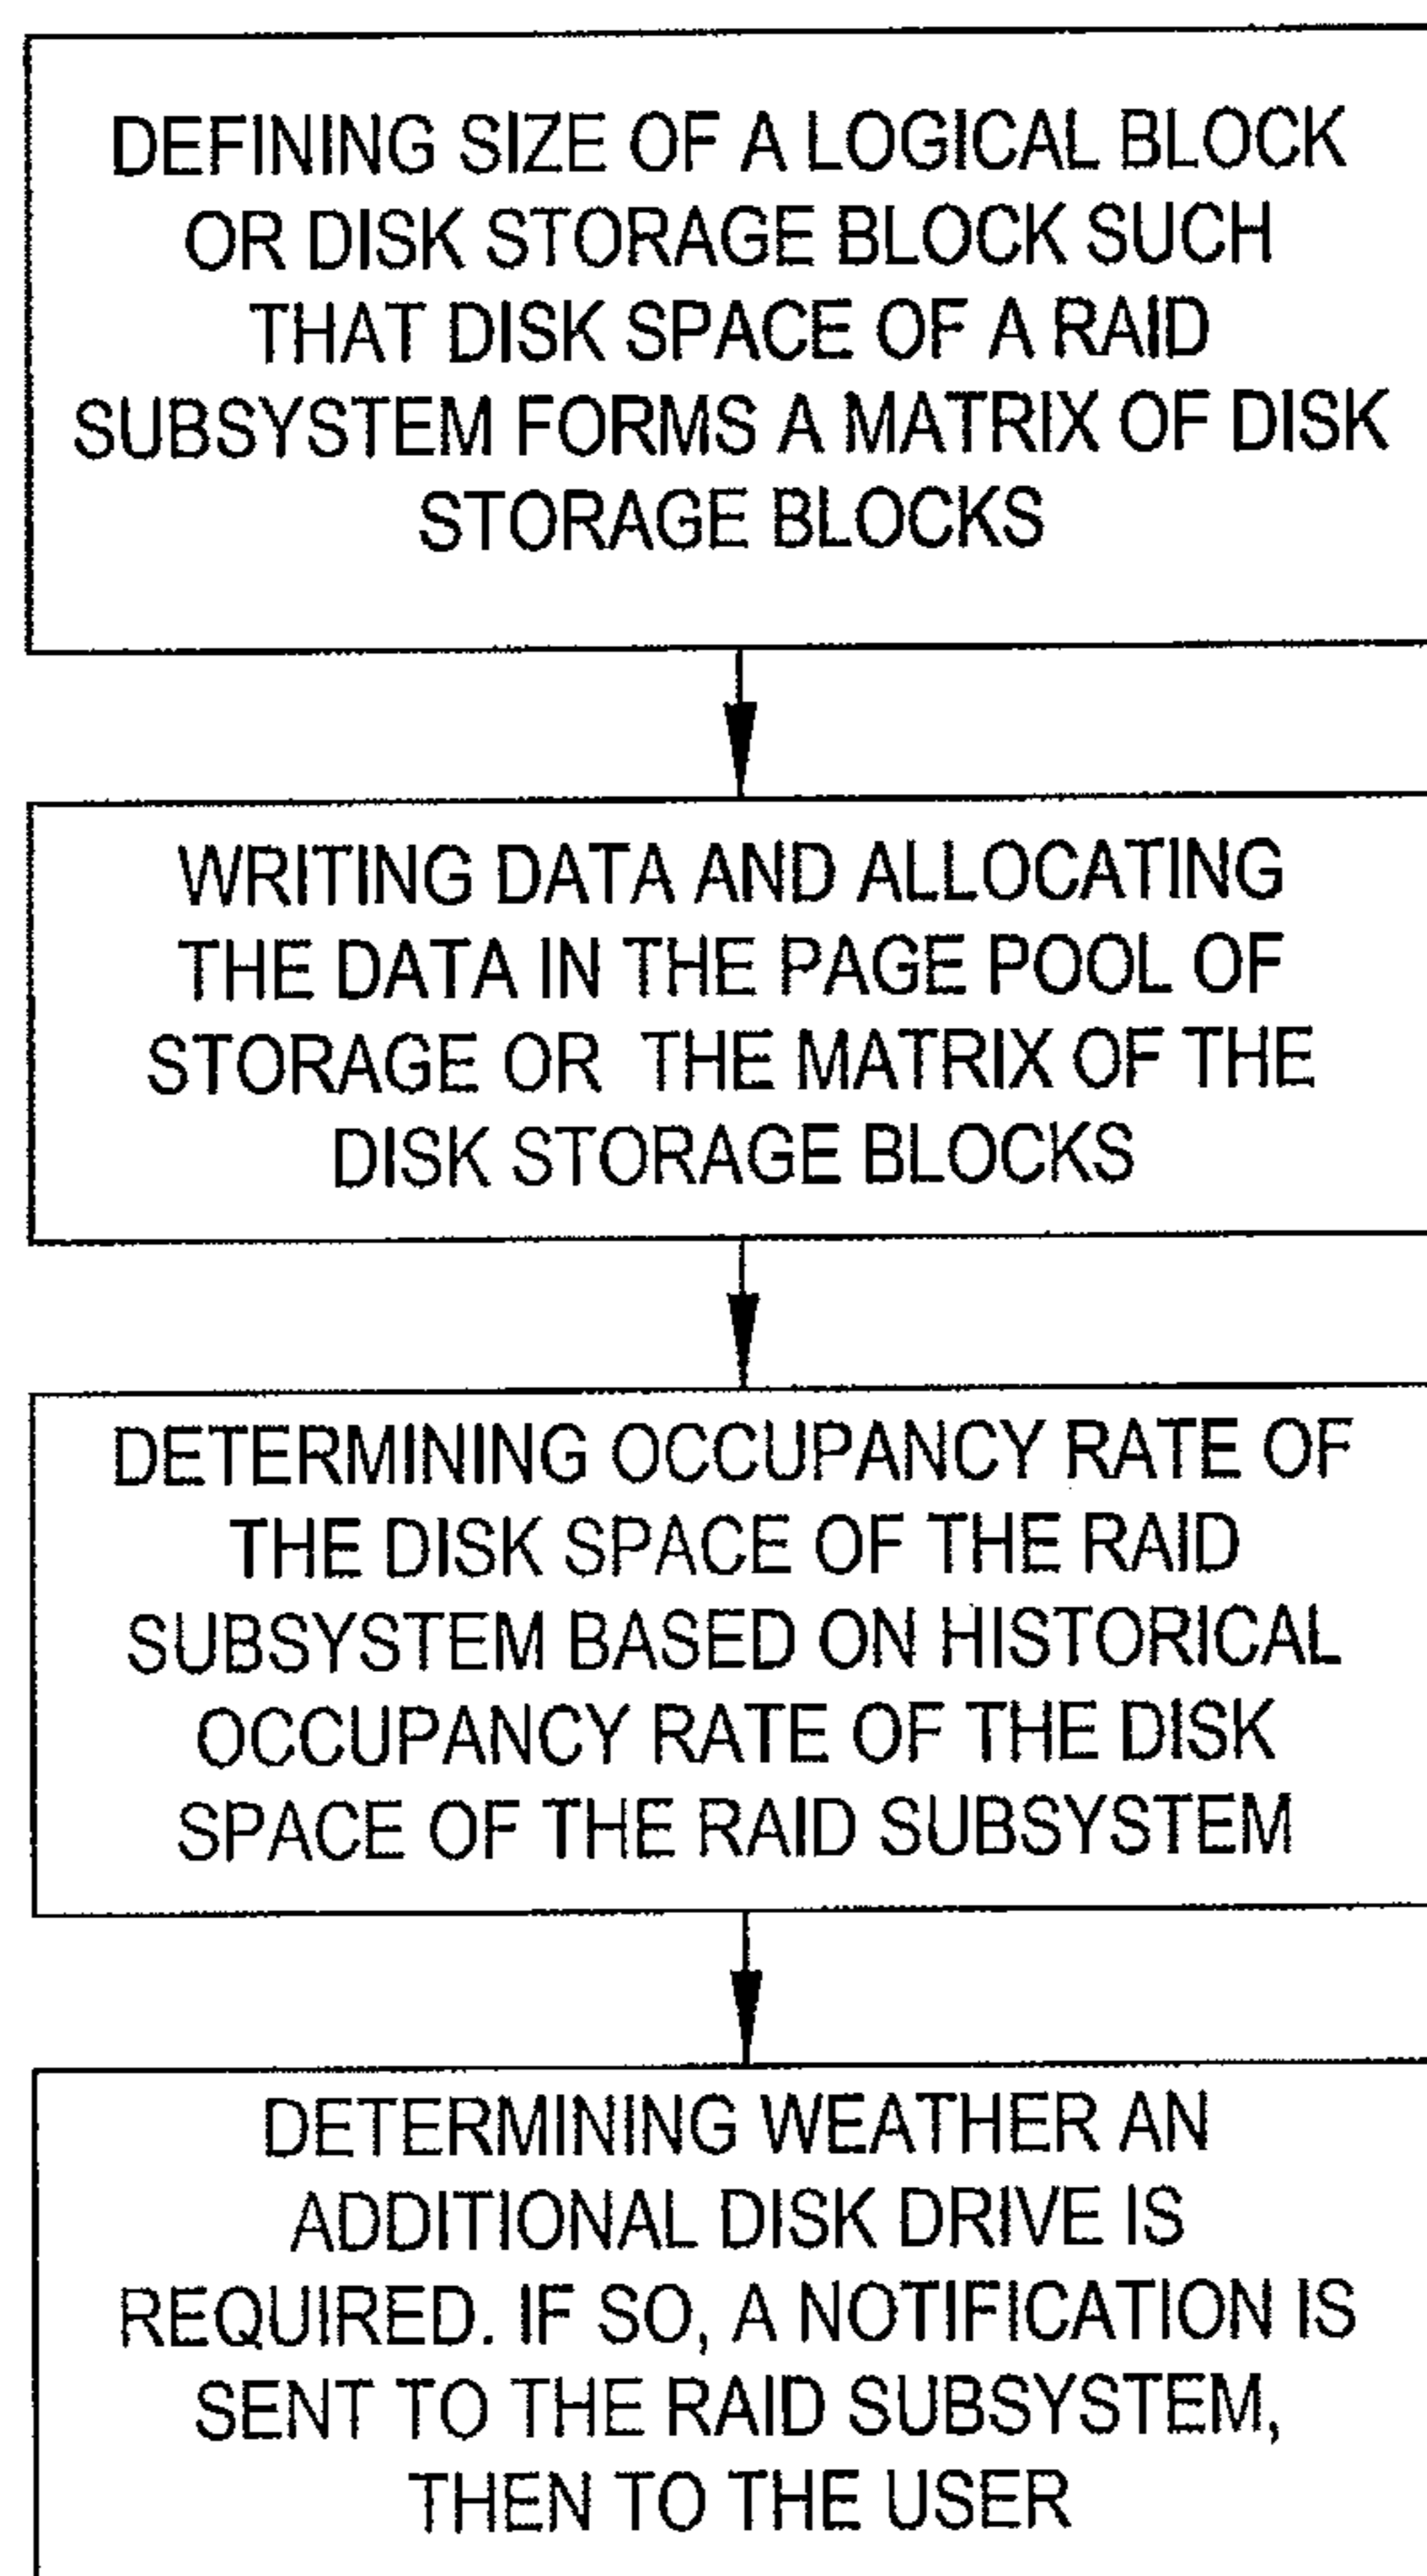 DEFINING SIZE OF A LOGICAL BLOCK
OR DISK STORAGE BLOCK SUCH
THAT DISK SPACE OF A RAID
SUBSYSTEM FORMS A MATRIX OF DISK
STORAGE BLOCKS
WRITING DATA AND ALLOCATING
THE DATA IN THE PAGE POOL OF
STORAGE OR THE MATRIX OF THE
DISK STORAGE BLOCKS
DETERMINING OCCUPANCY RATE OF
THE DISK SPACE OF THE RAID
SUBSYSTEM BASED ON HISTORICAL
OCCUPANCY RATE OF THE DISK
SPACE OF THE RAID SUBSYSTEM
DETERMINING WEATHER AN
ADDITIONAL DISK DRIVE IS
REQUIRED. IF SO, A NOTIFICATION IS
SENT TO THE RAID SUBSYSTEM,
THEN TO THE USER